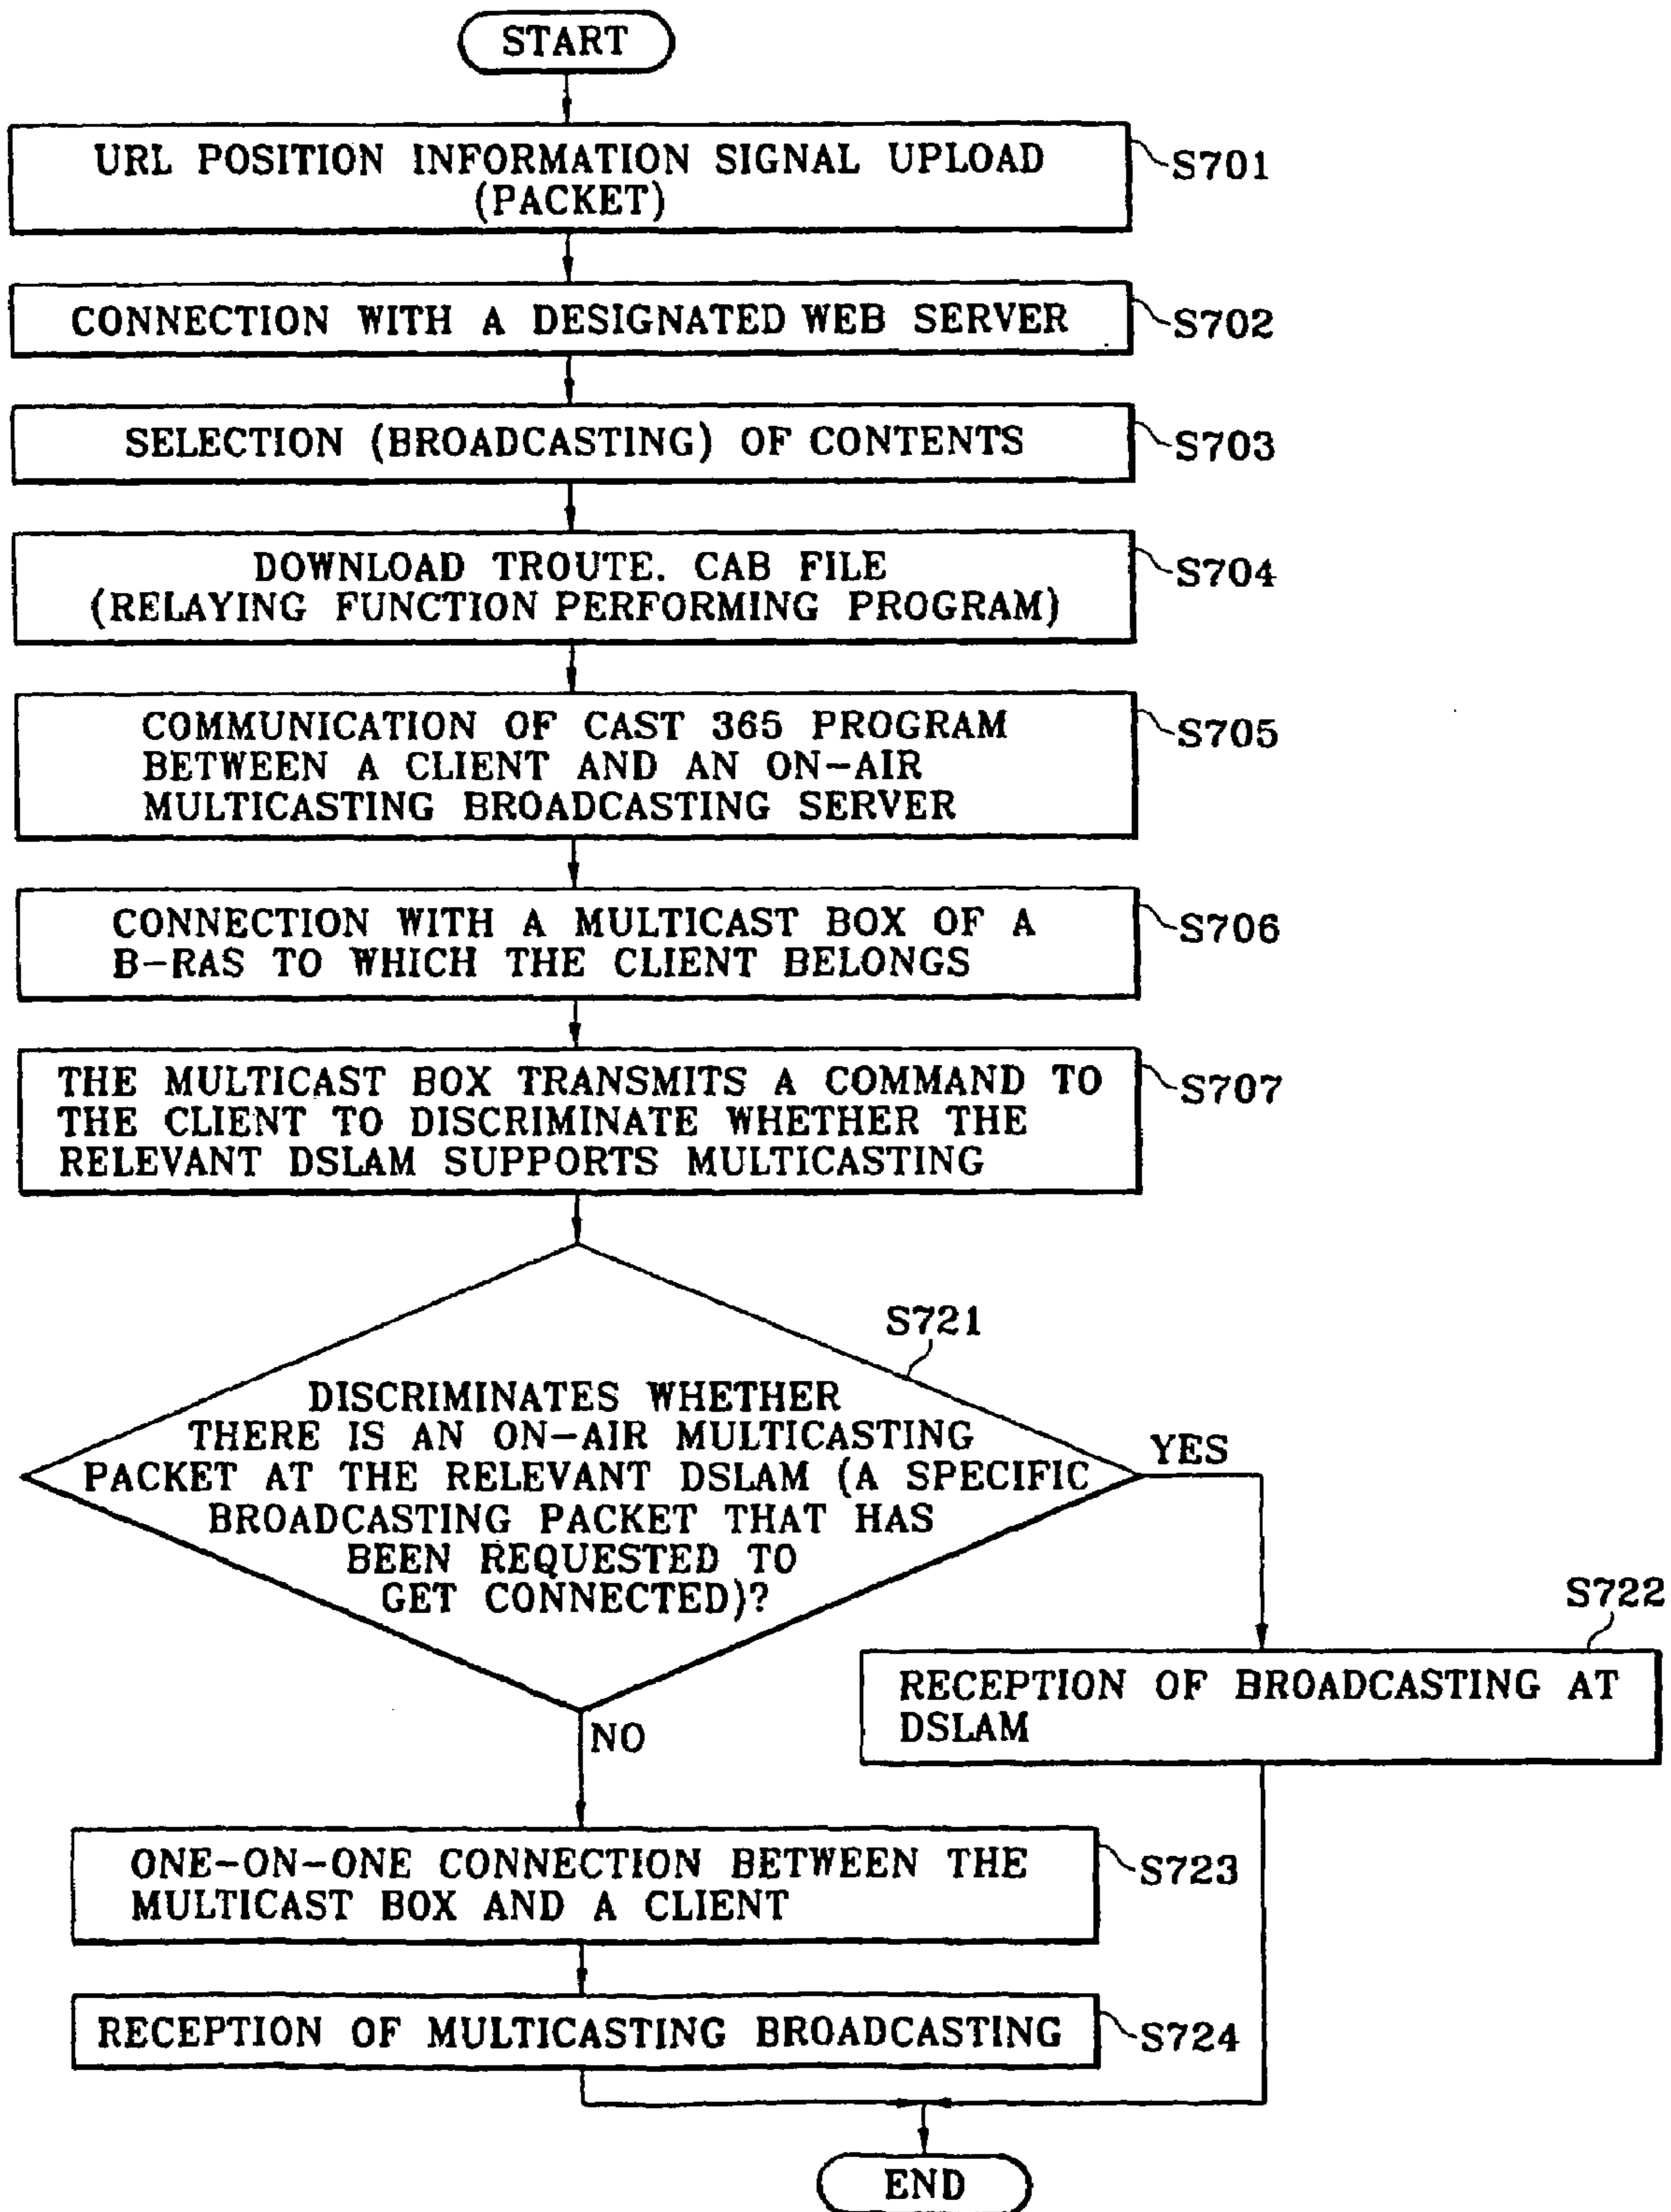 START
URL POSITION INFORMATION SIGNAL UPLOAD
(PACKET)
S701
CONNECTION WITH A DESIGNATED WEB SERVER
S702
SELECTION (BROADCASTING) OF CONTENTS
S703
DOWNLOAD TROUTE. CAB FILE
(RELAYING FUNCTION PERFORMING PROGRAM)
S704
COMMUNICATION OF CAST 365 PROGRAM
BETWEEN A CLIENT AND AN ON-AIR
MULTICASTING BROADCASTING SERVER
S705
CONNECTION WITH A MULTICAST BOX OF A
B-RAS TO WHICH THE CLIENT BELONGS
S706
THE MULTICAST BOX TRANSMITS A COMMAND TO
THE CLIENT TO DISCRIMINATE WHETHER THE
RELEVANT DSLAM SUPPORTS MULTICASTING
S707
S721
DISCRIMINATES WHETHER
THERE IS AN ON-AIR MULTICASTING
PACKET AT THE RELEVANT DSLAM (A SPECIFIC
BROADCASTING PACKET THAT HAS
BEEN REQUESTED TO
GET CONNECTED)?
YES
S722
RECEPTION OF BROADCASTING AT
DSLAM
NO
ONE-ON-ONE CONNECTION BETWEEN THE
MULTICAST BOX AND A CLIENT
S723
RECEPTION OF MULTICASTING BROADCASTING
S724
END